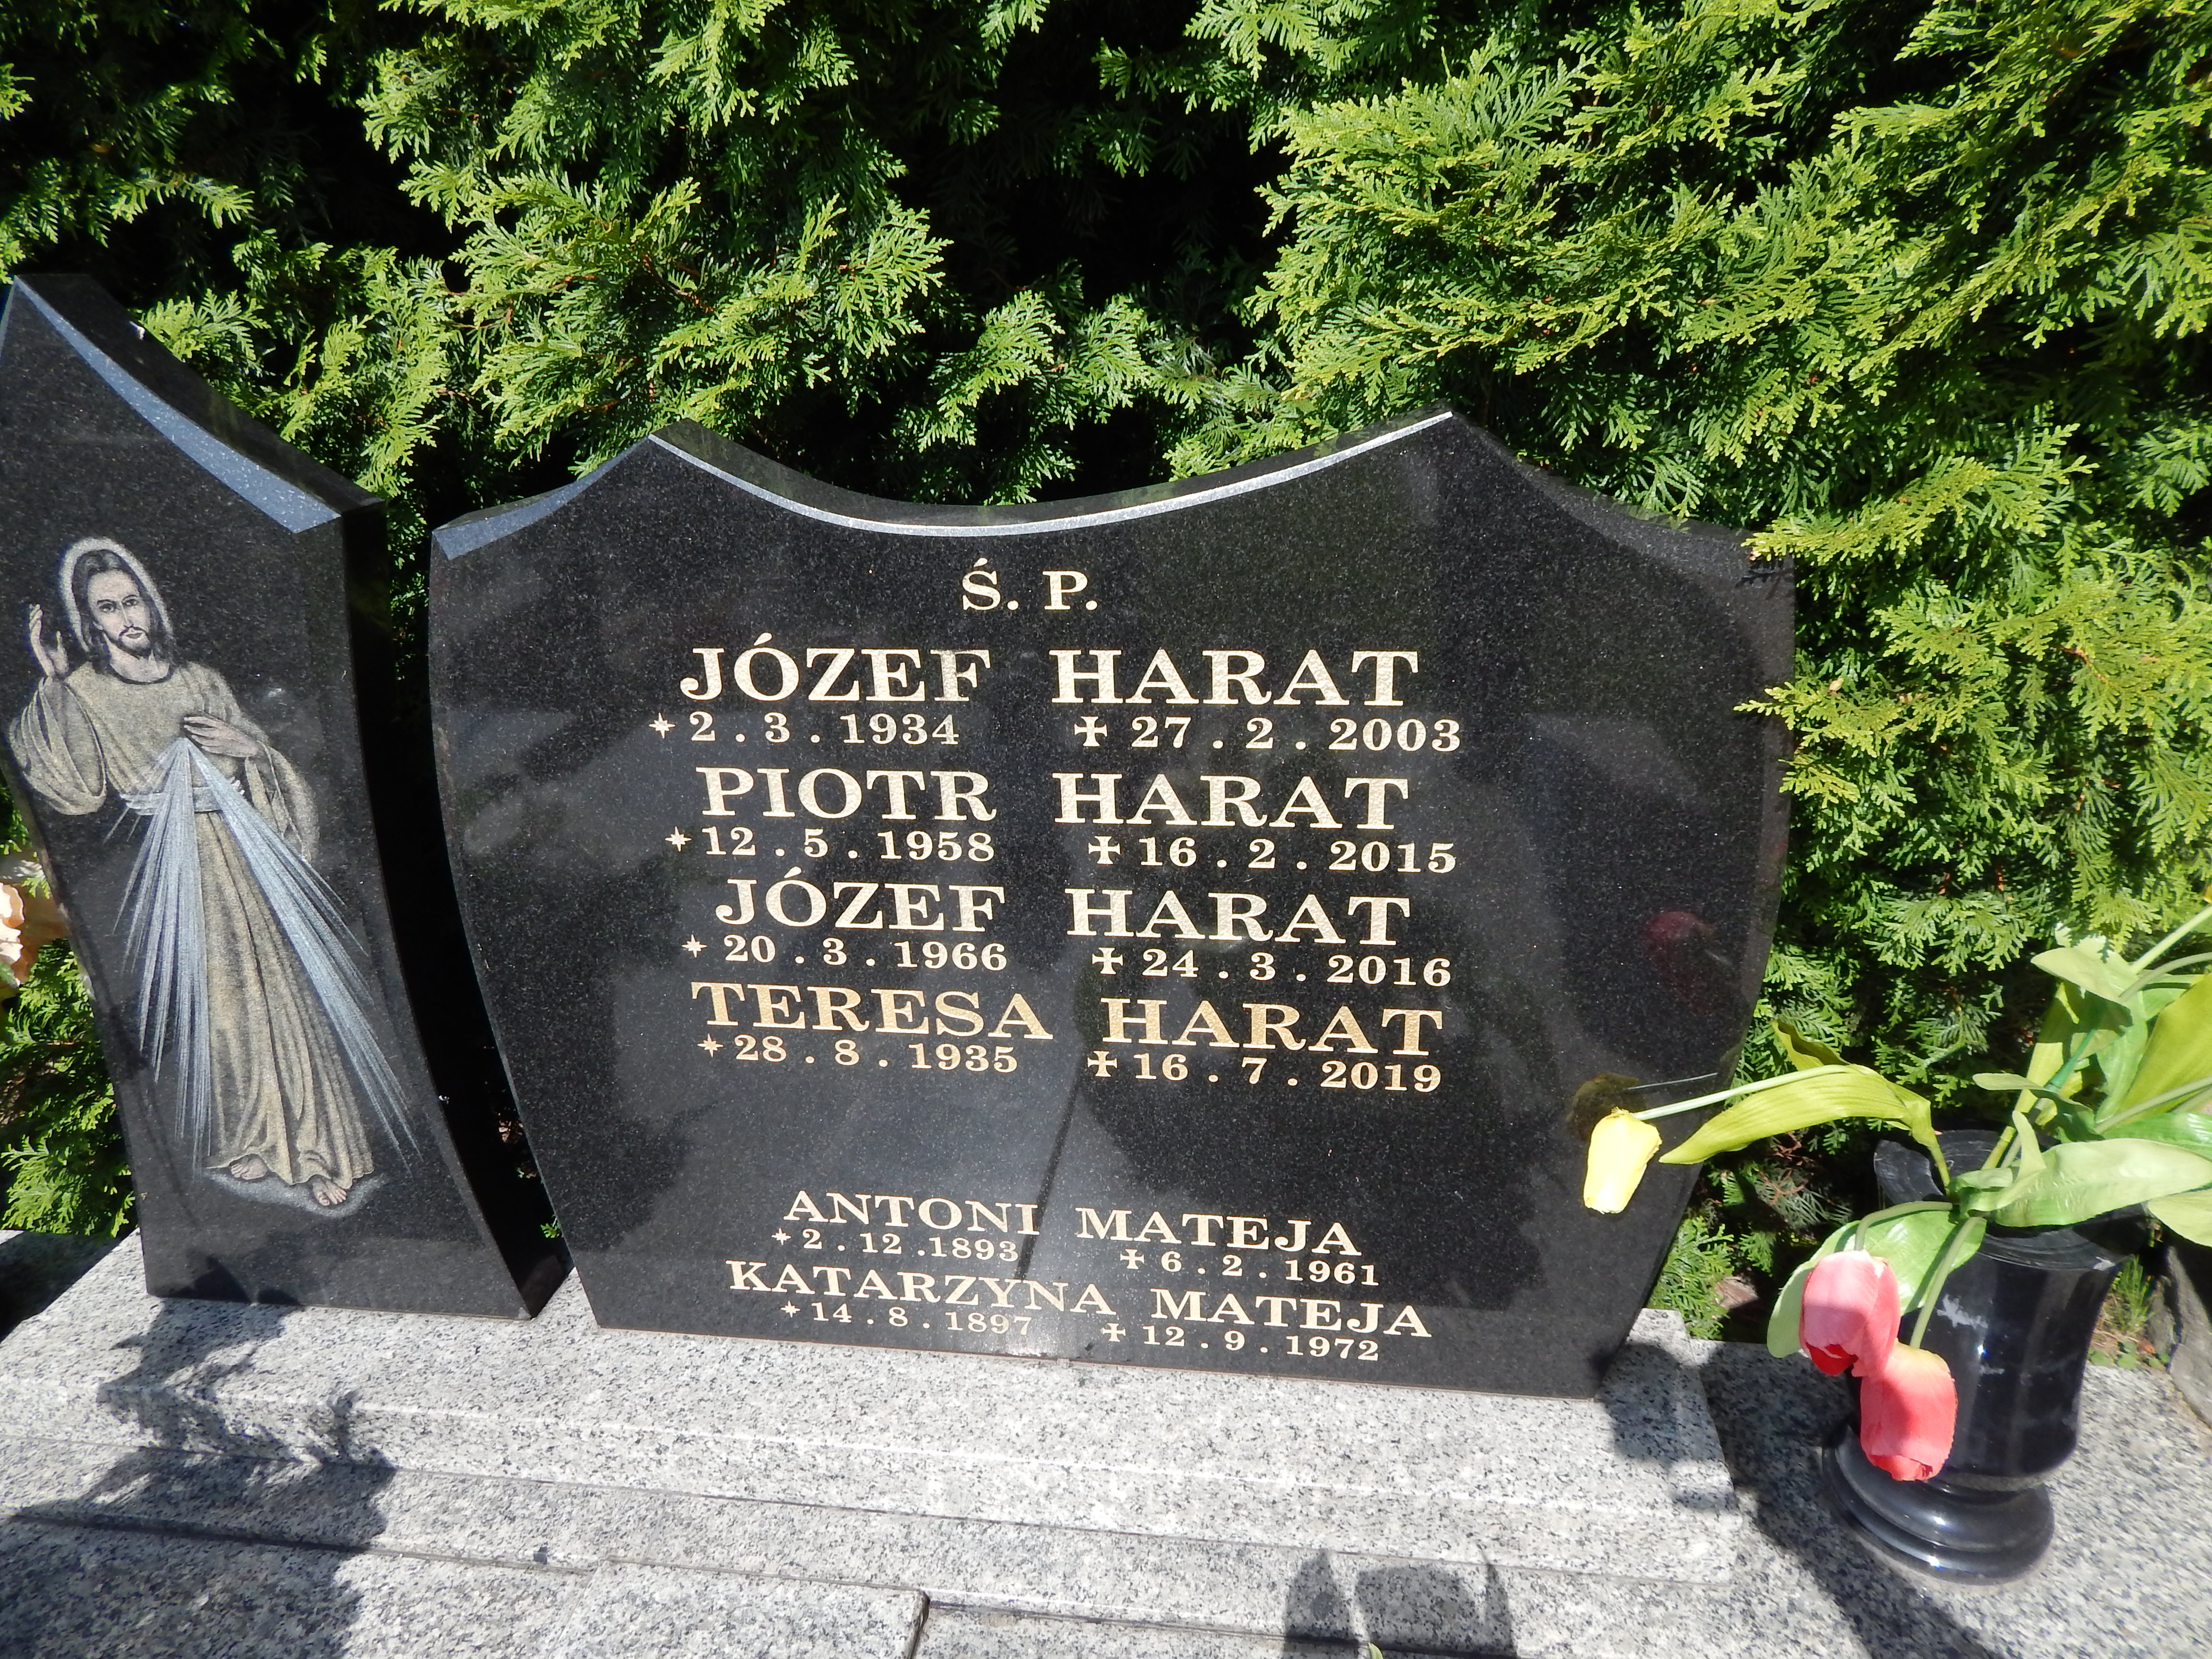 Ś. P.
JÓZEF HARAT
* 2 . 3 . 1934 ✝ 27 . 2 . 2003
PIOTR HARAT
* 12 . 5 . 1958 ✝ 16 . 2 . 2015
JÓZEF HARAT
* 20 . 3 . 1966 ✝ 24 . 3 . 2016
TERESA HARAT
* 28 . 8 . 1935 ✝ 16 . 7 . 2019
ANTONI MATEJA
* 2 . 12 . 1893 ✝ 6 . 2 . 1961
KATARZYNA MATEJA
* 14 . 8 . 1897 ✝ 12 . 9 . 1972